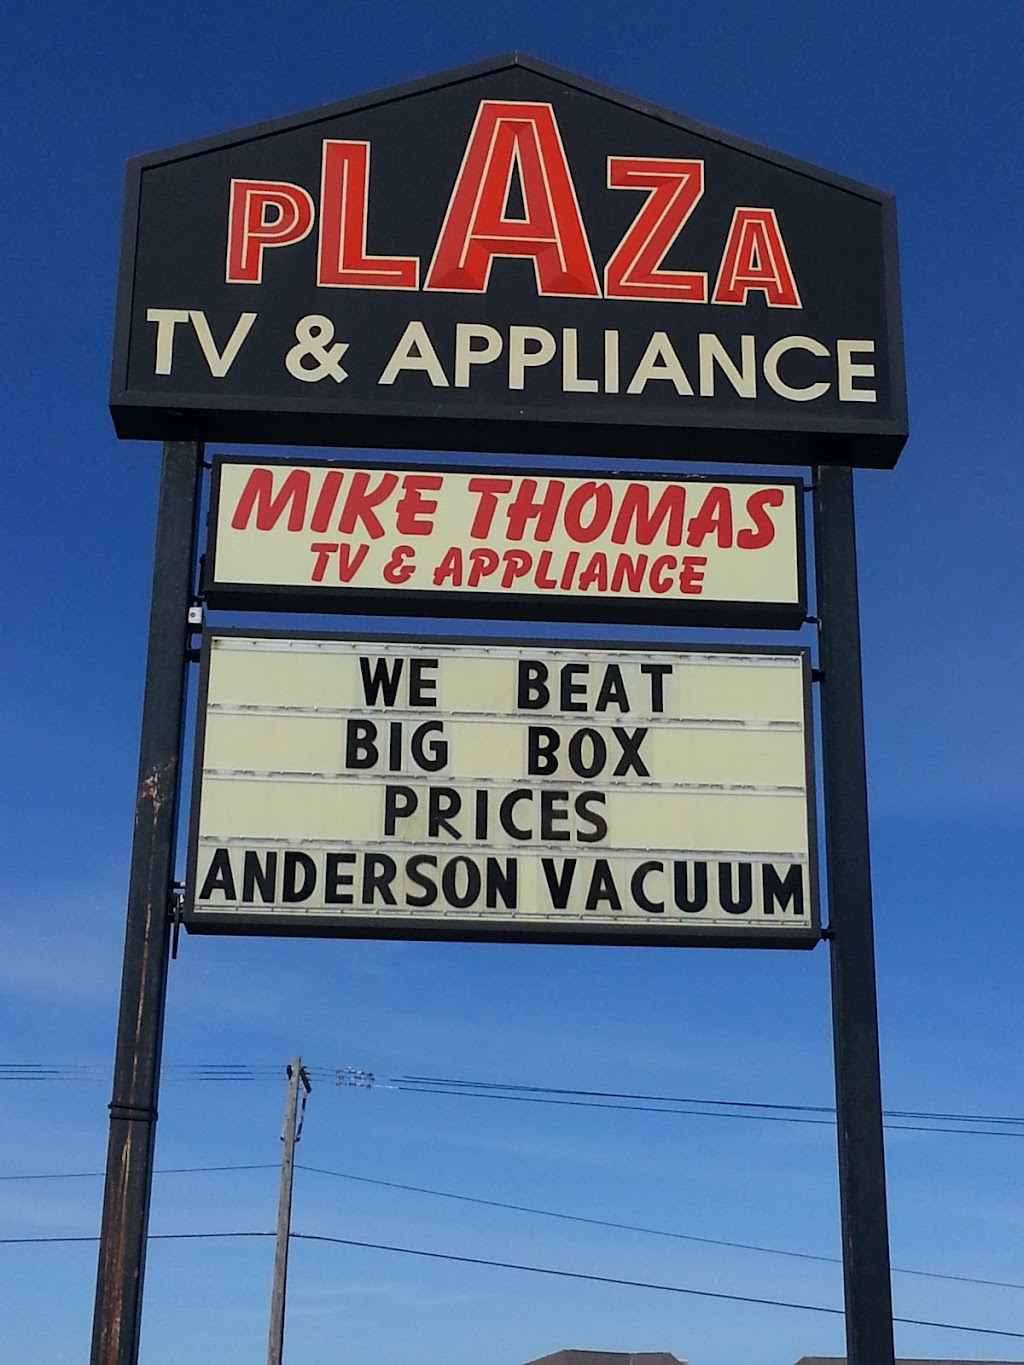 PLAZA
TV & APPLIANCE
MIKE THOMAS
TV & APPLIANCE
WE BEAT
BIG BOX
PRICES
ANDERSON VACUUM